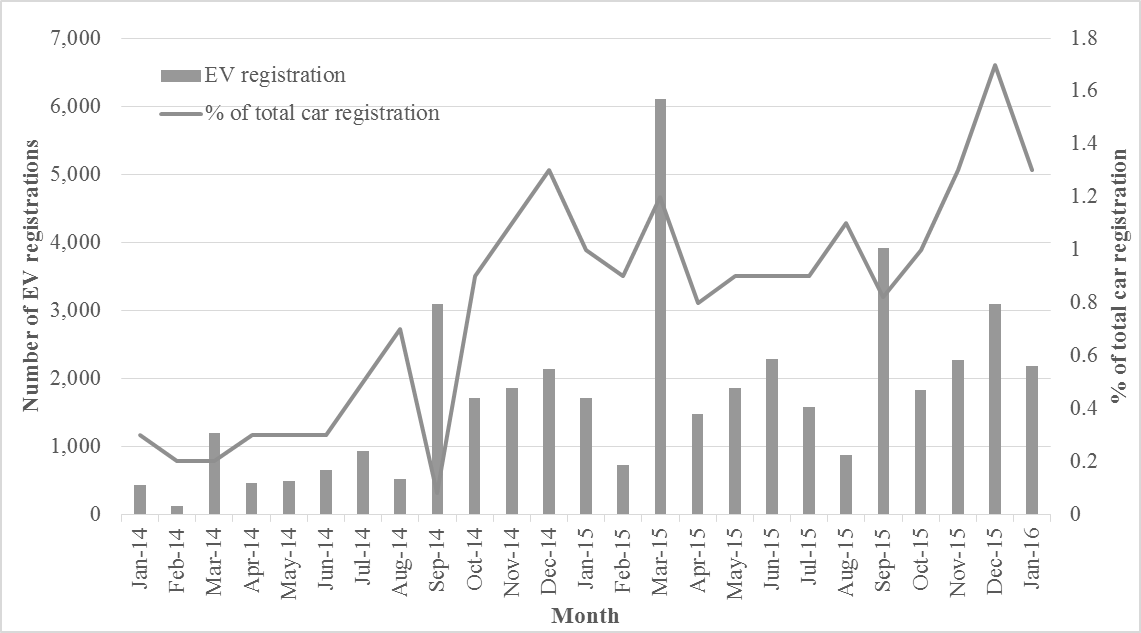 7,000
6,000
5,000
4,000
3,000
2,000
1,000
0
Number of EV registrations
EV registration
% of total car registration
1.8
1.6
1.4
1.2
1
0.8
0.6
0.4
0.2
0
% of total car registration
Jan-14
Feb-14
Mar-14
Apr-14
May-14
Jun-14
Jul-14
Aug-14
Sep-14
Oct-14
Nov-14
Dec-14
Jan-15
Feb-15
Mar-15
Apr-15
May-15
Jun-15
Jul-15
Aug-15
Sep-15
Oct-15
Nov-15
Dec-15
Jan-16
Month